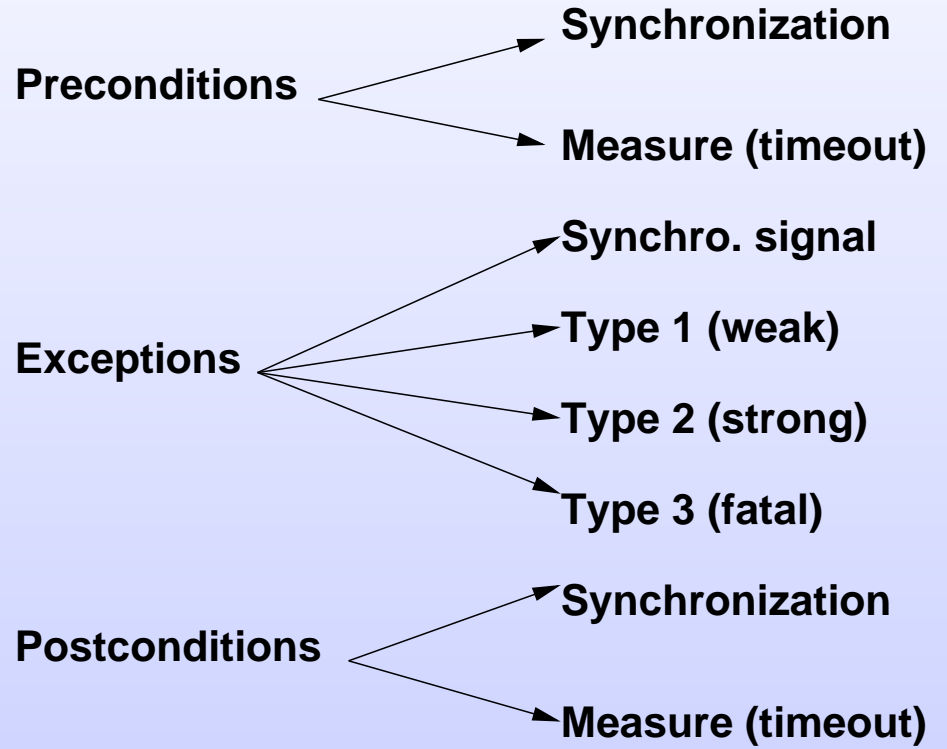 Preconditions
Synchronization
Measure (timeout)
Exceptions
Synchro. signal
Type 1 (weak)
Type 2 (strong)
Type 3 (fatal)
Postconditions
Synchronization
Measure (timeout)